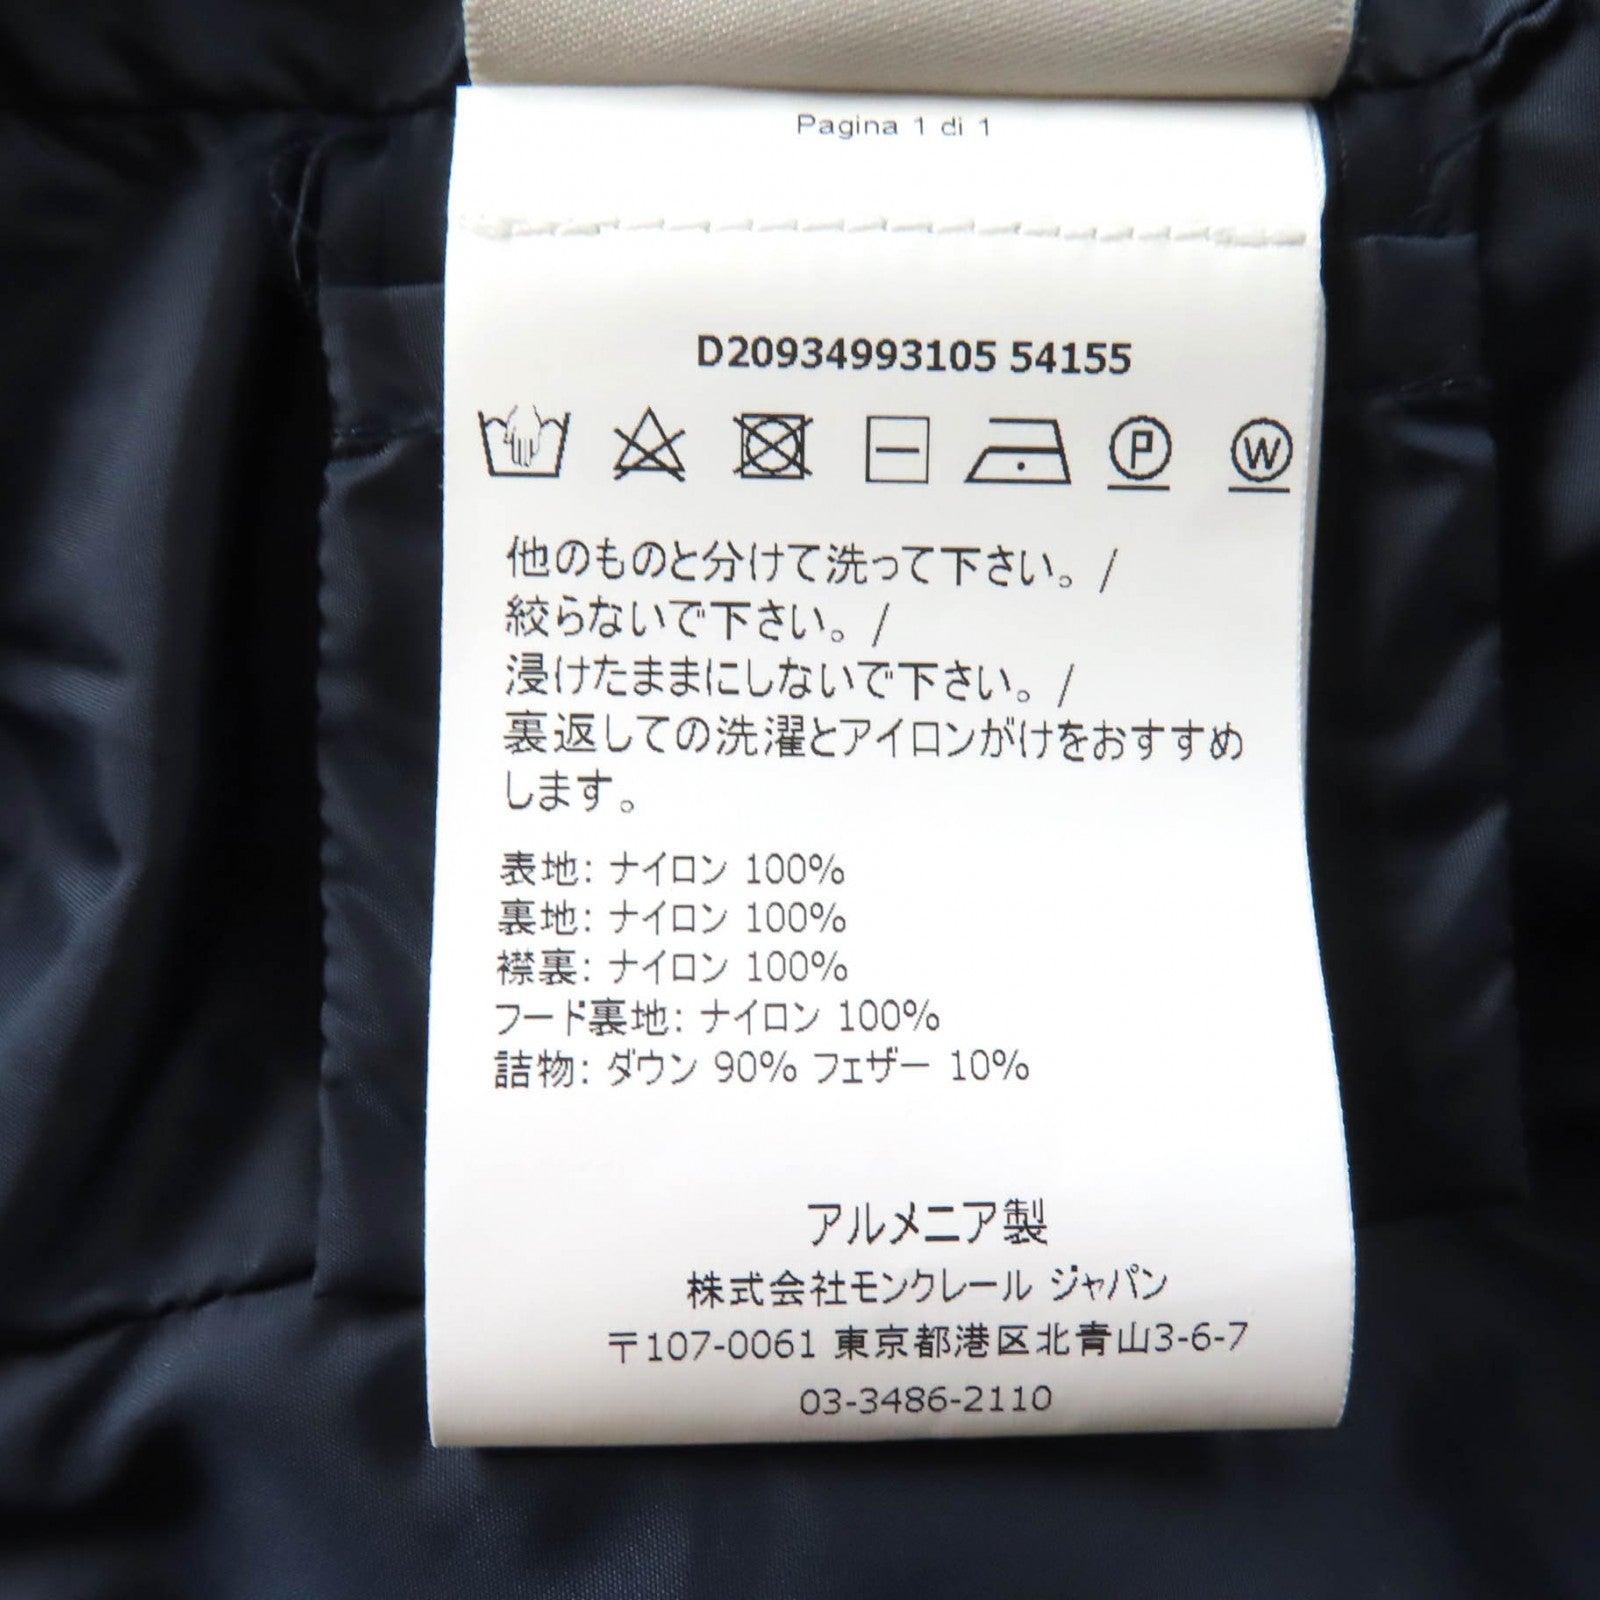 Pagina 1 di 1
D20934993105 54155
P W
他のものと分けて洗って下さい。/
絞らないで下さい。/
浸けたままにしないで下さい。/
裏返しての洗濯とアイロンがけをおすすめ
します。
表地: ナイロン 100%
裏地: ナイロン 100%
襟裏: ナイロン 100%
フード裏地: ナイロン 100%
詰物: ダウン 90% フェザー 10%
アルメニア製
株式会社モンクレール ジャパン
〒107-0061 東京都港区北青山3-6-7
03-3486-2110